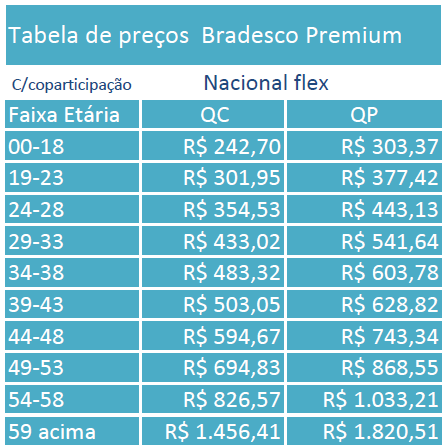 Tabela de preços Bradesco Premium
C/coparticipação Nacional flex
Faixa Etária QC QP
00-18 R$ 242,70 R$ 303,37
19-23 R$ 301,95 R$ 377,42
24-28 R$ 354,53 R$ 443,13
29-33 R$ 433,02 R$ 541,64
34-38 R$ 483,32 R$ 603,78
39-43 R$ 503,05 R$ 628,82
44-48 R$ 594,67 R$ 743,34
49-53 R$ 694,83 R$ 868,55
54-58 R$ 826,57 R$ 1.033,21
59 acima R$ 1.456,41 R$ 1.820,51